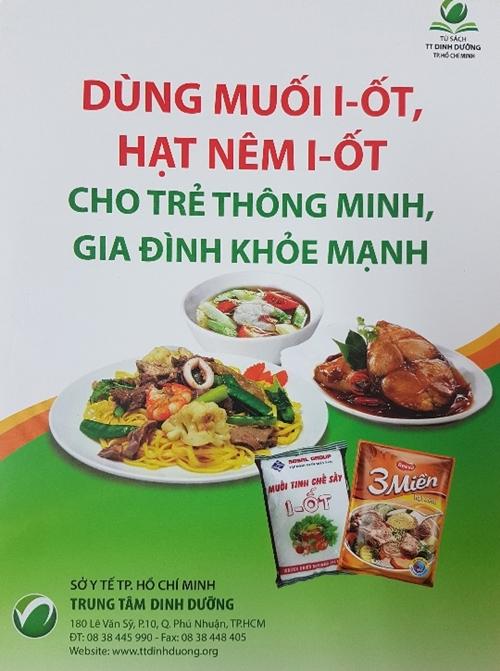 TỦ SÁCH
TT DINH DƯỠNG
TP. HỒ CHÍ MINH
DÙNG MUỐI I-ỐT,
HẠT NÊM I-ỐT
CHO TRẺ THÔNG MINH,
GIA ĐÌNH KHỎE MẠNH
GROUP
MUỐI TINH CHẾ SẤY
I-ỐT
3 Miền
SỞ Y TẾ TP. HỒ CHÍ MINH
TRUNG TÂM DINH DƯỠNG
180 Lê Văn Sỹ, P.10, Q. Phú Nhuận, TP.HCM
ĐT: 08 38 445 990 - Fax: 08 38 448 405
Website: www.ttdinhduong.org